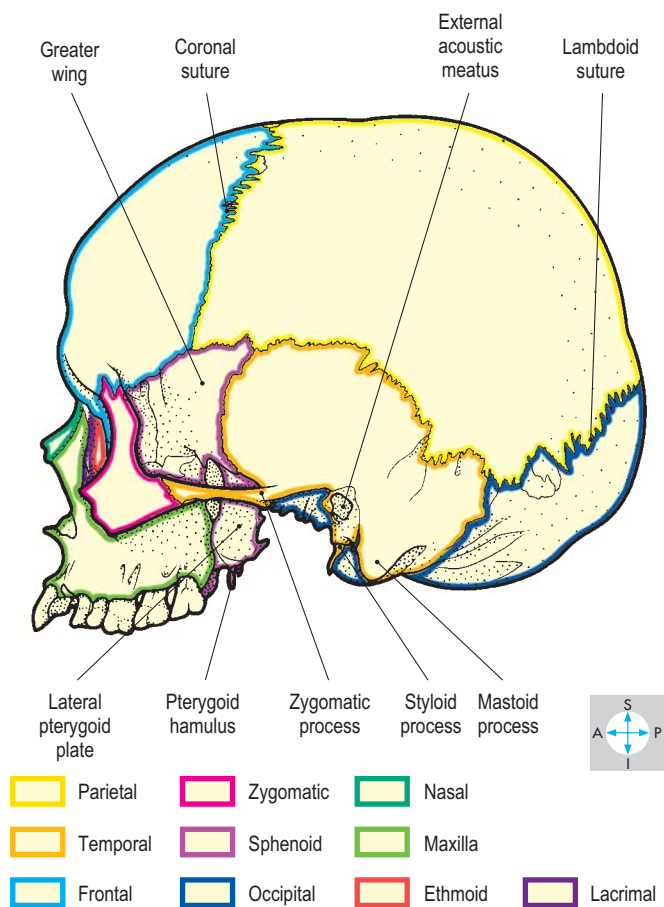 Greater
wing
Coronal
suture
External
acoustic
meatus
Lambdoid
suture
Lateral
pterygoid
plate
Pterygoid
hamulus
Zygomatic
process
Styloid
process
Mastoid
process
S
A P
I
Parietal Zygomatic Nasal
Temporal Sphenoid Maxilla
Frontal Occipital Ethmoid Lacrimal